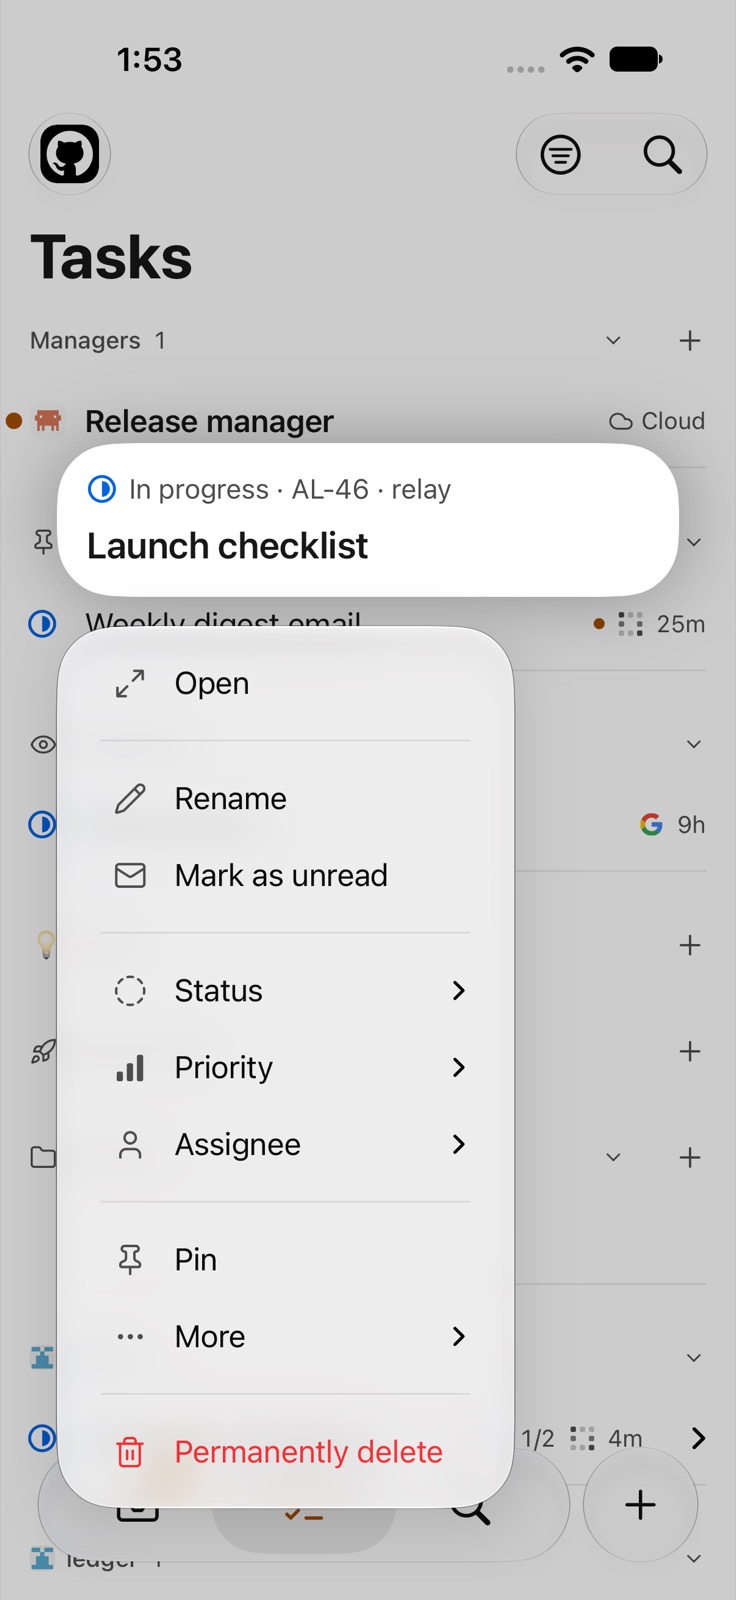 1:53
Tasks
Managers 1
Release manager
Cloud
In progress · AL-46 · relay
Launch checklist
Weekly digest email
25m
Open
Rename
9h
Mark as unread
Status
Priority
Assignee
Pin
More
1/2
4m
Permanently delete
ledger 1